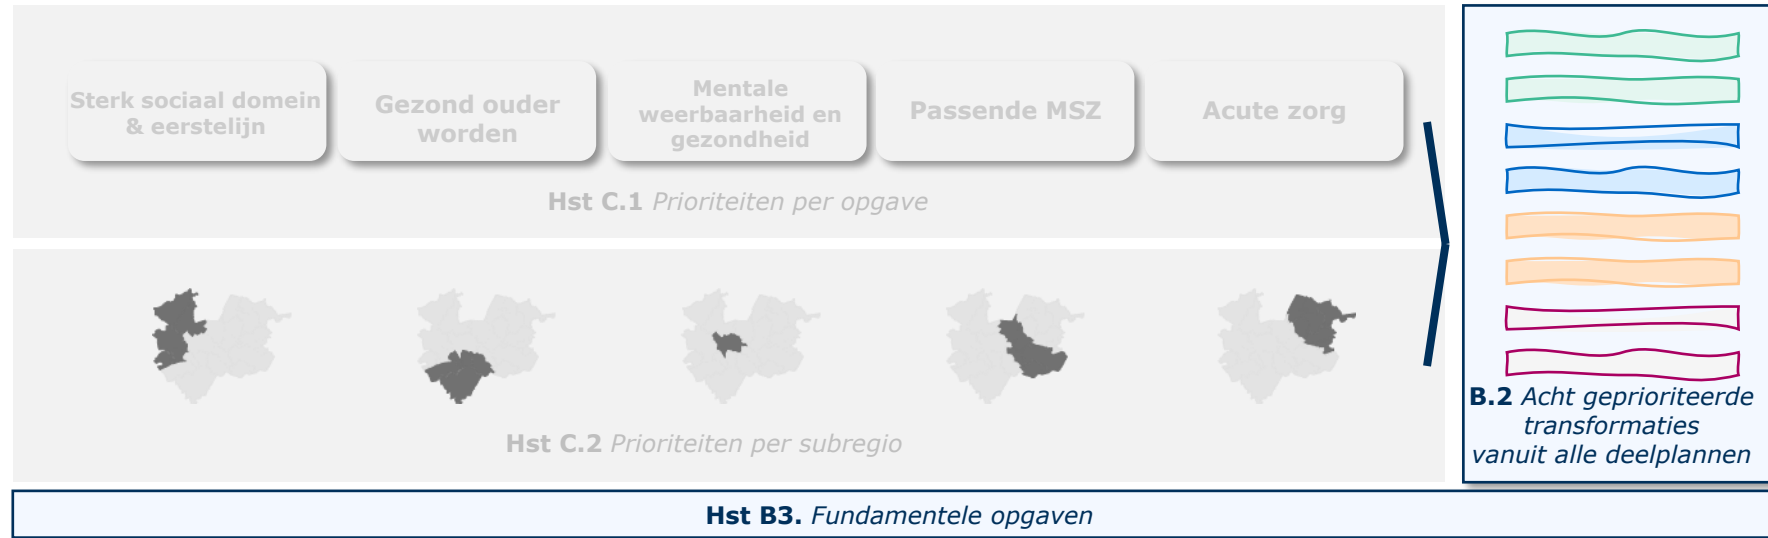 Sterk sociaal domein
& eerstelijn
Gezond ouder
worden
Mentale
weerbaarheid en
gezondheid
Passende MSZ
Acute zorg
Hst C.1 Prioriteiten per opgave
Hst C.2 Prioriteiten per subregio
B.2 Acht geprioriteerde
transformaties
vanuit alle deelplannen
Hst B3. Fundamentele opgaven